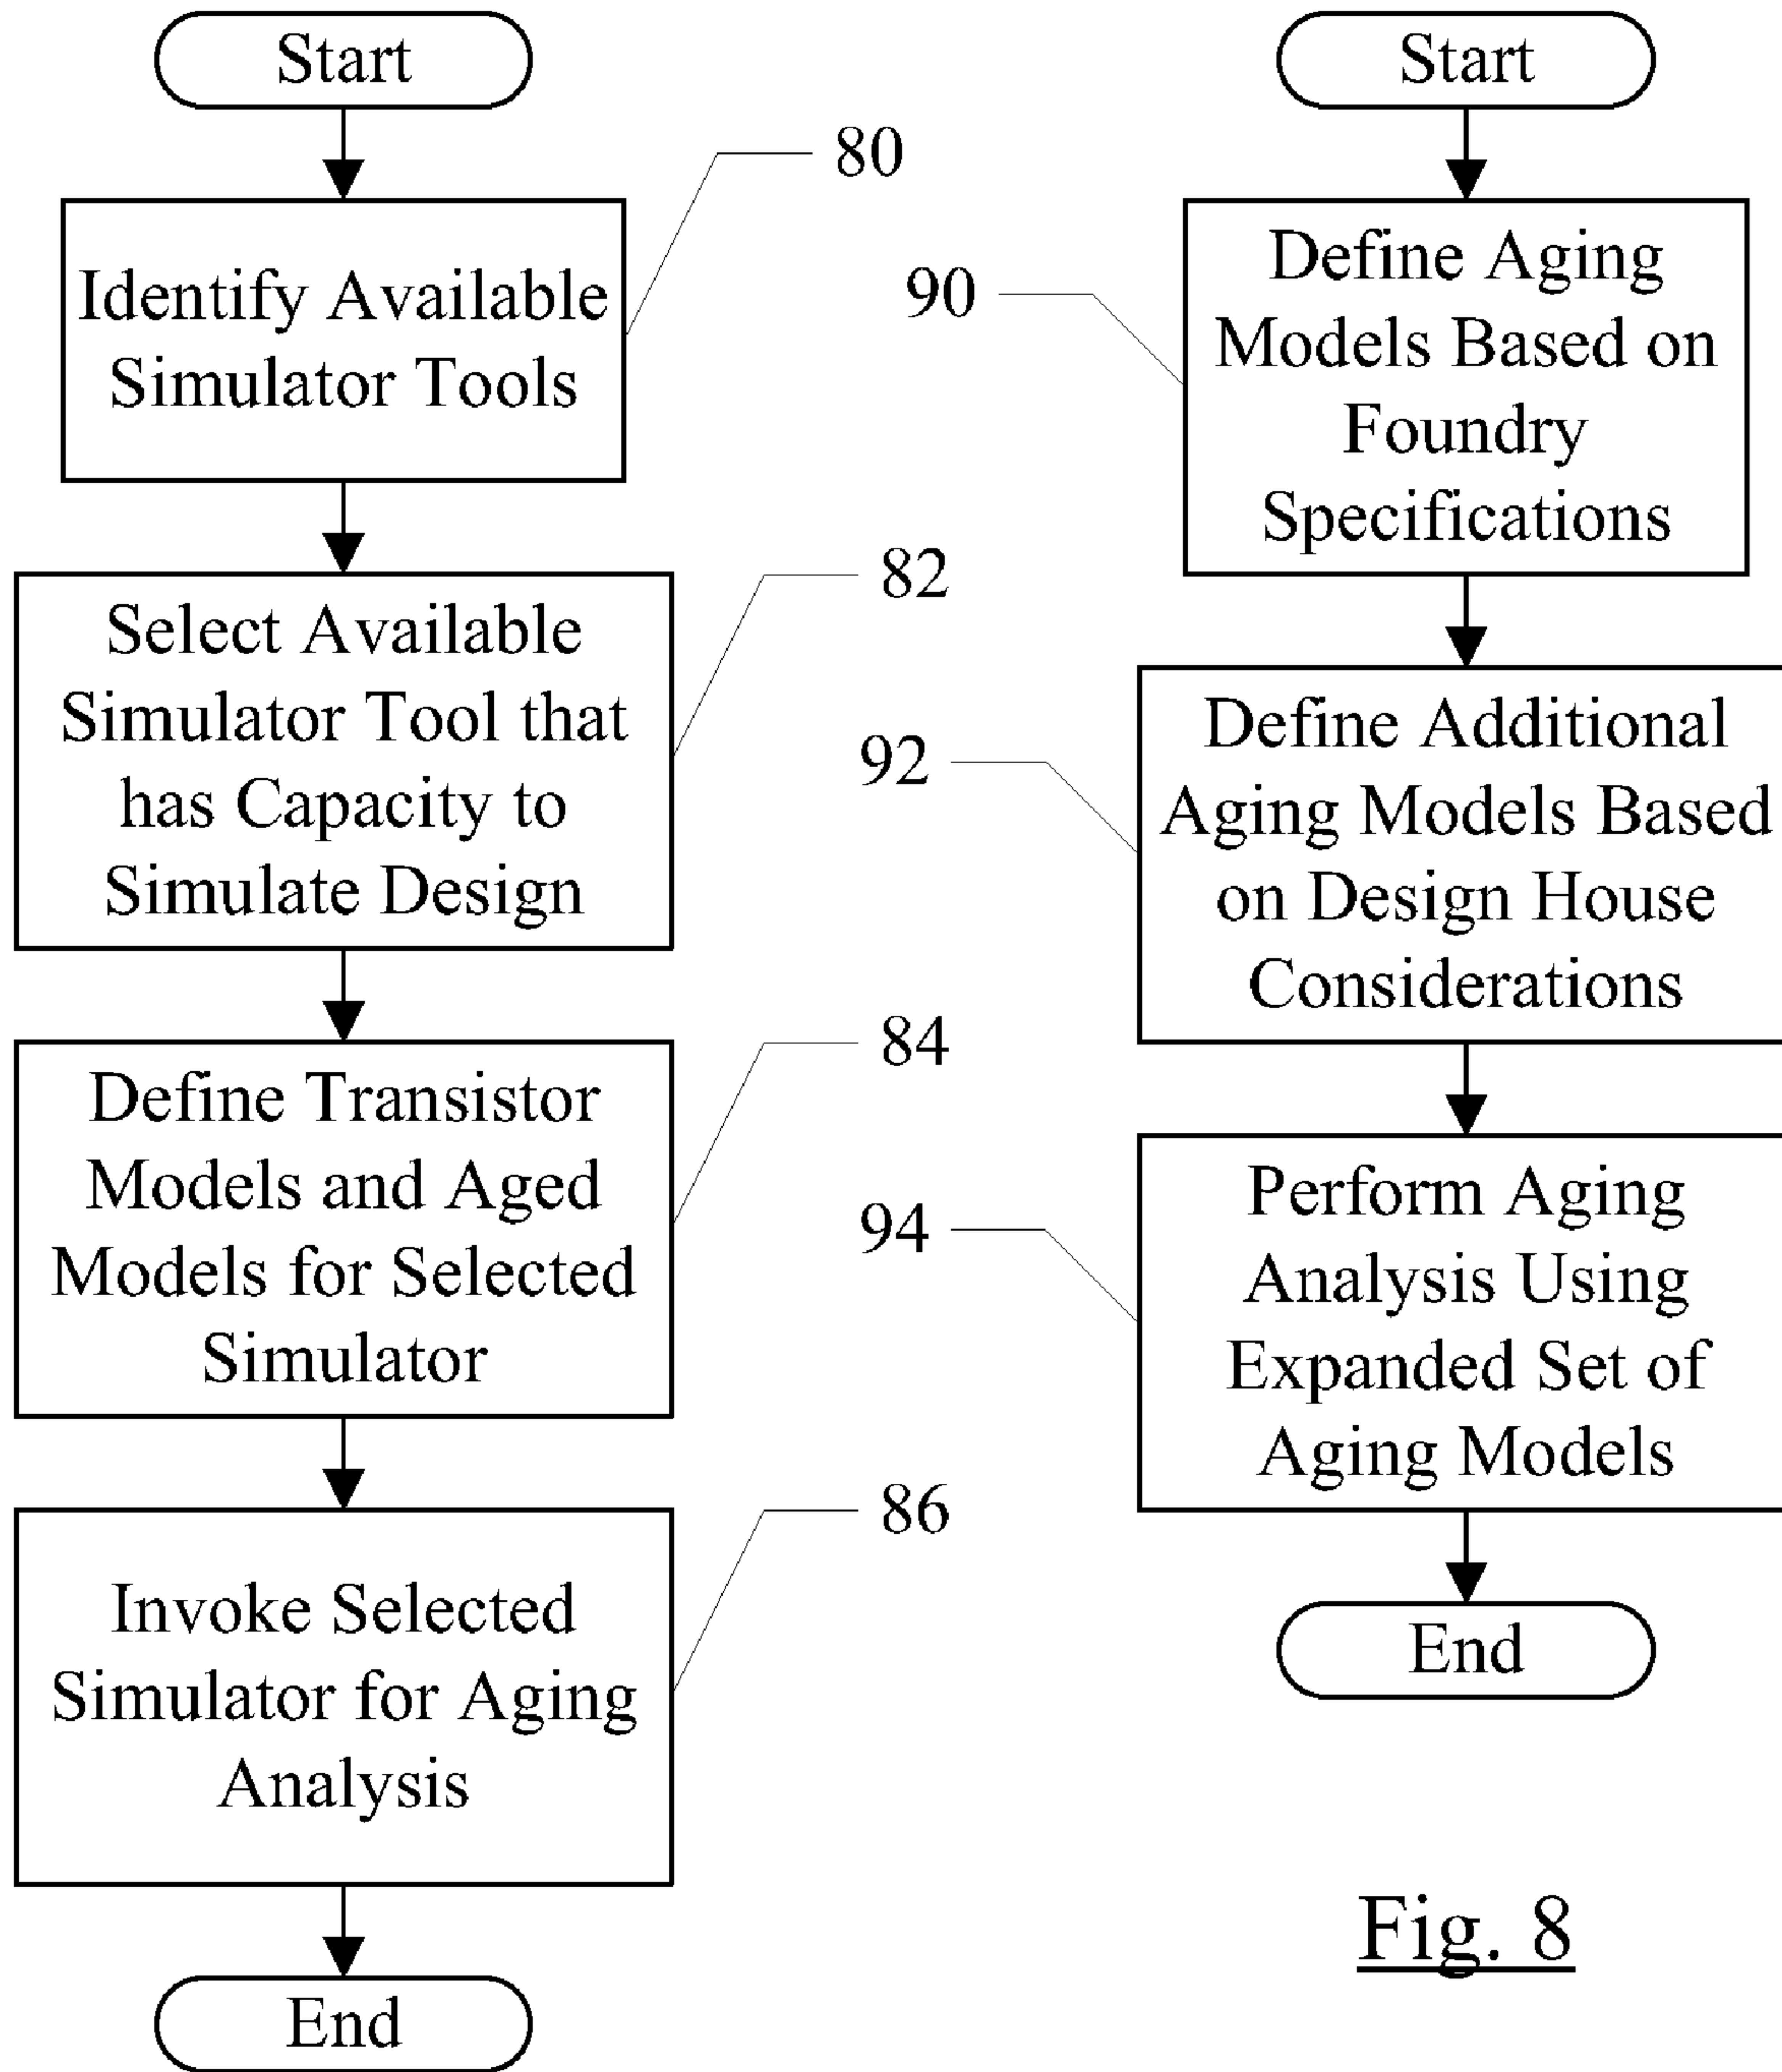 Start
80
Identify Available
Simulator Tools
82
Select Available
Simulator Tool that
has Capacity to
Simulate Design
84
Define Transistor
Models and Aged
Models for Selected
Simulator
86
Invoke Selected
Simulator for Aging
Analysis
End
Start
90
Define Aging
Models Based on
Foundry
Specifications
92
Define Additional
Aging Models Based
on Design House
Considerations
94
Perform Aging
Analysis Using
Expanded Set of
Aging Models
End
Fig. 8